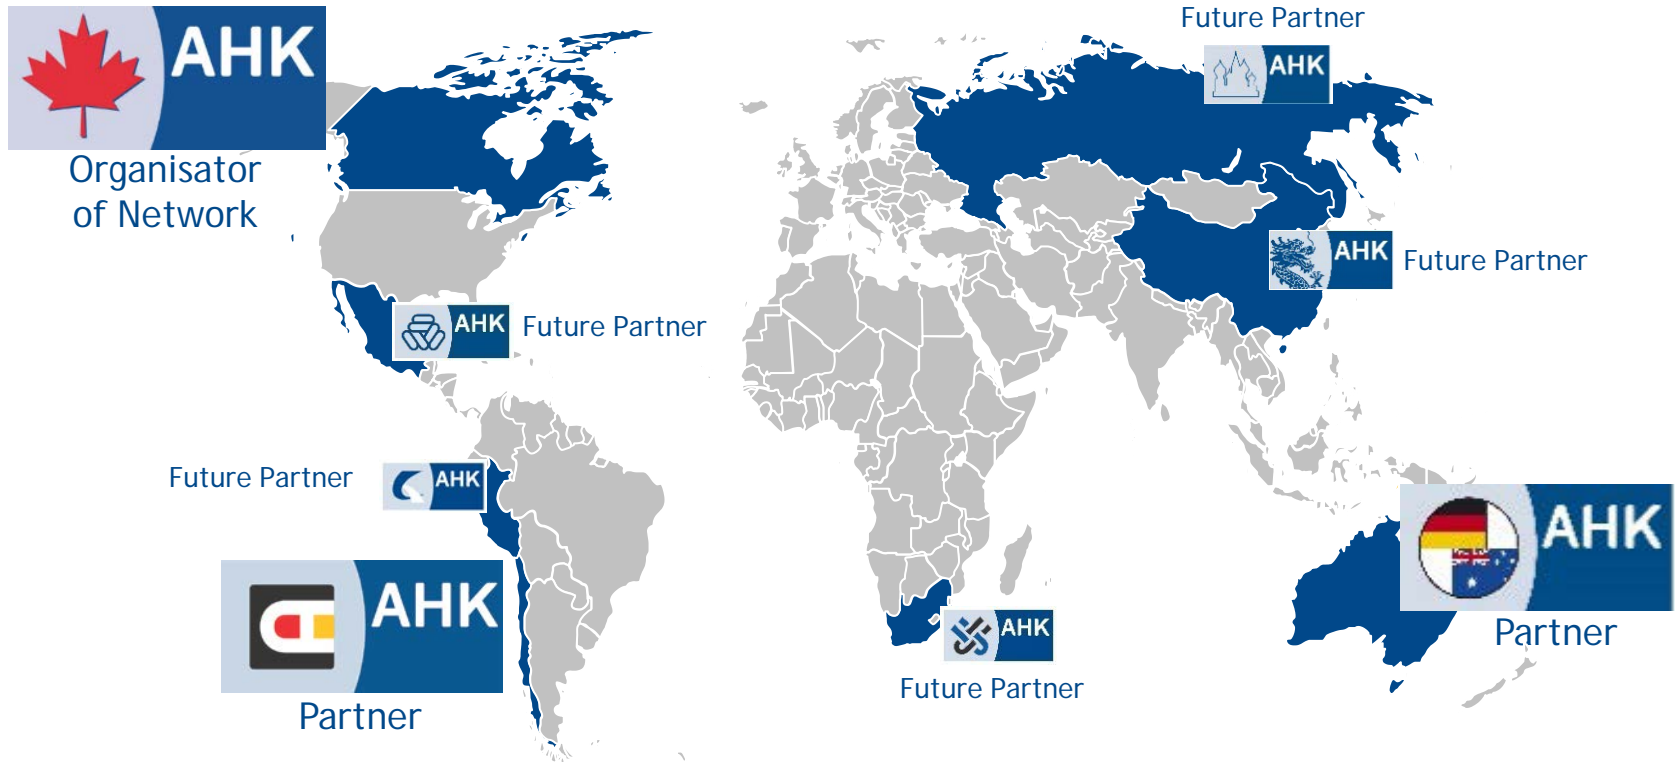 AHK
Organisator
of Network
Future Partner
AHK
AHK
Future Partner
AHK
Future Partner
Future Partner
AHK
AHK
Partner
AHK
Partner
AHK
Future Partner